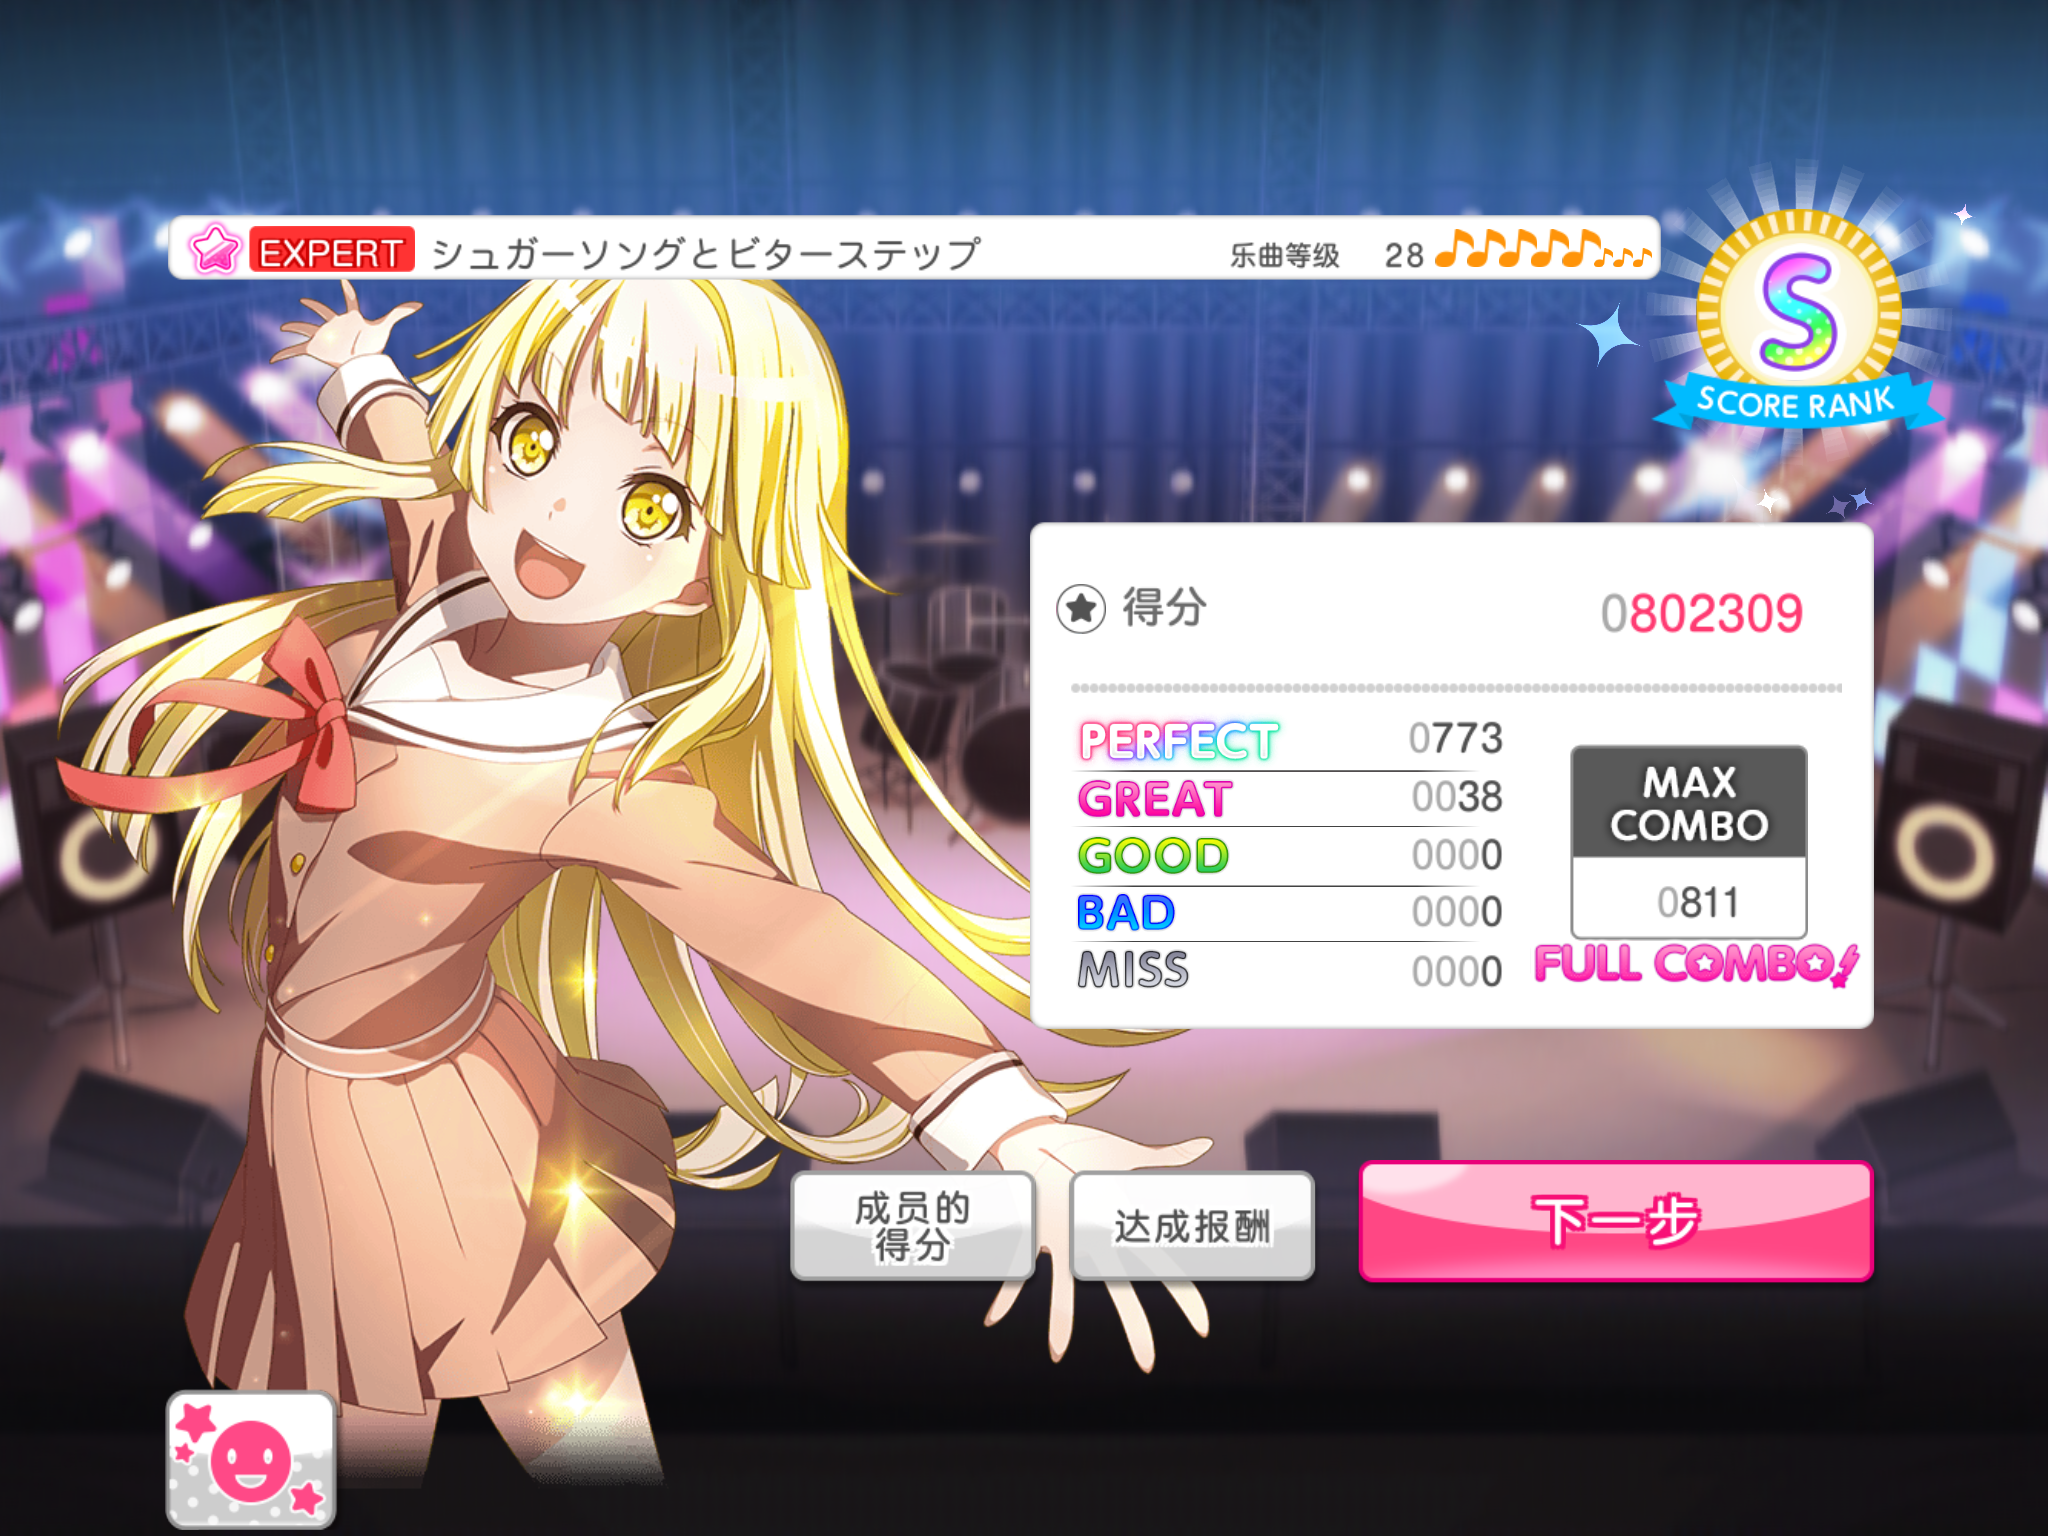 EXPERT シュガーソングとビターステップ 乐曲等级 28
S
SCORE RANK
得分 0802309
PERFECT 0773
GREAT 0038
GOOD 0000
BAD 0000
MISS 0000
MAX
COMBO
0811
FULL COMBO!
成员的
得分
达成报酬
下一步